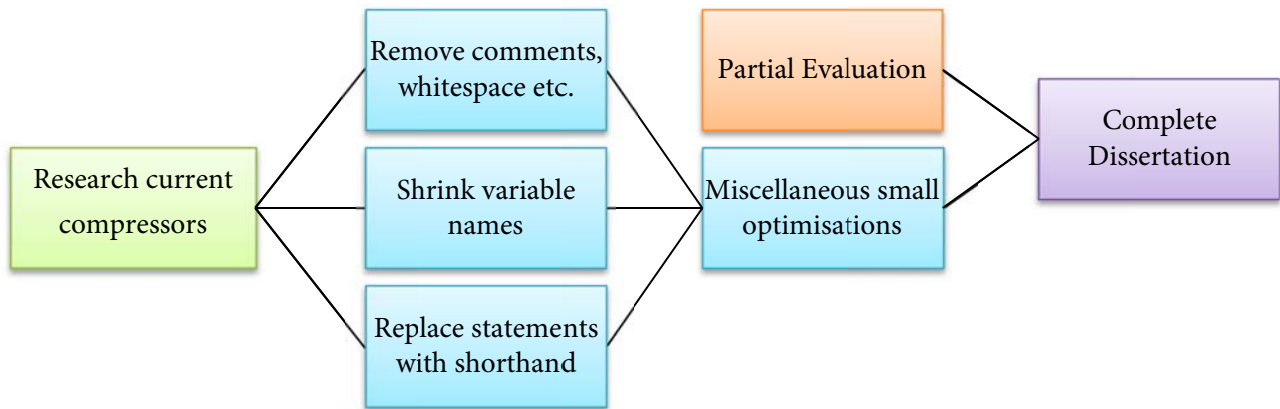 Research current
compressors
Remove comments,
whitespace etc.
Shrink variable
names
Replace statements
with shorthand
Partial Evaluation
Miscellaneous small
optimisations
Complete
Dissertation